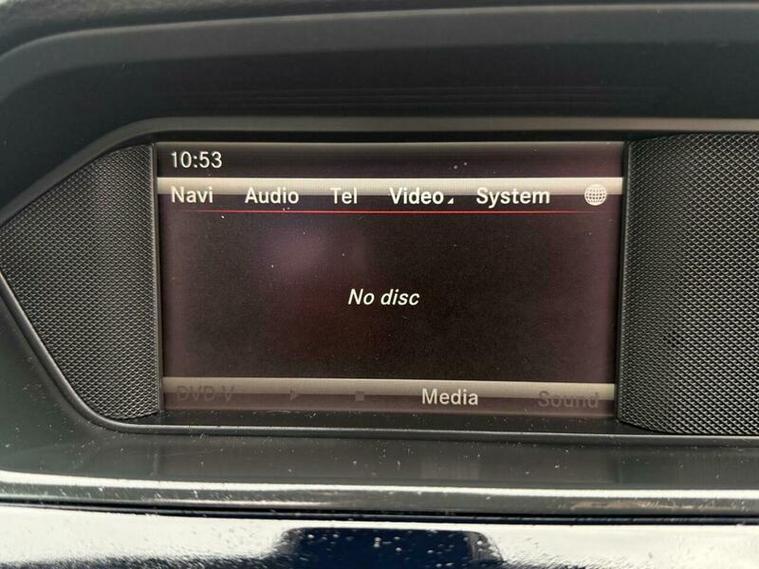 10:53
Navi Audio Tel Video System
No disc
DVD-V Media Sound